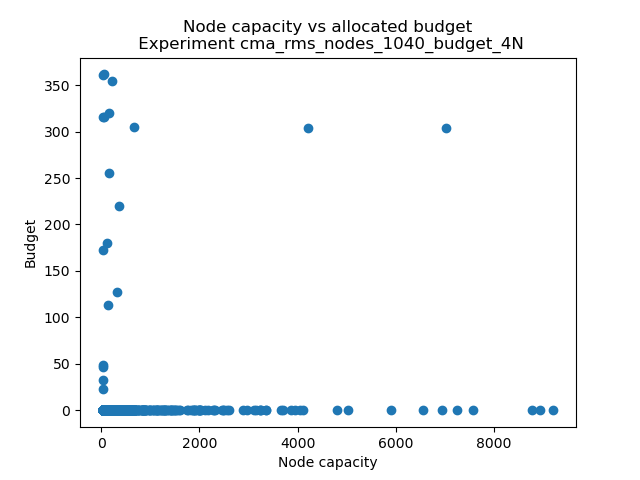 Node capacity vs allocated budget
Experiment cma_rms_nodes_1040_budget_4N
350
300
250
200
150
100
50
0
Budget
0 2000 4000 6000 8000
Node capacity